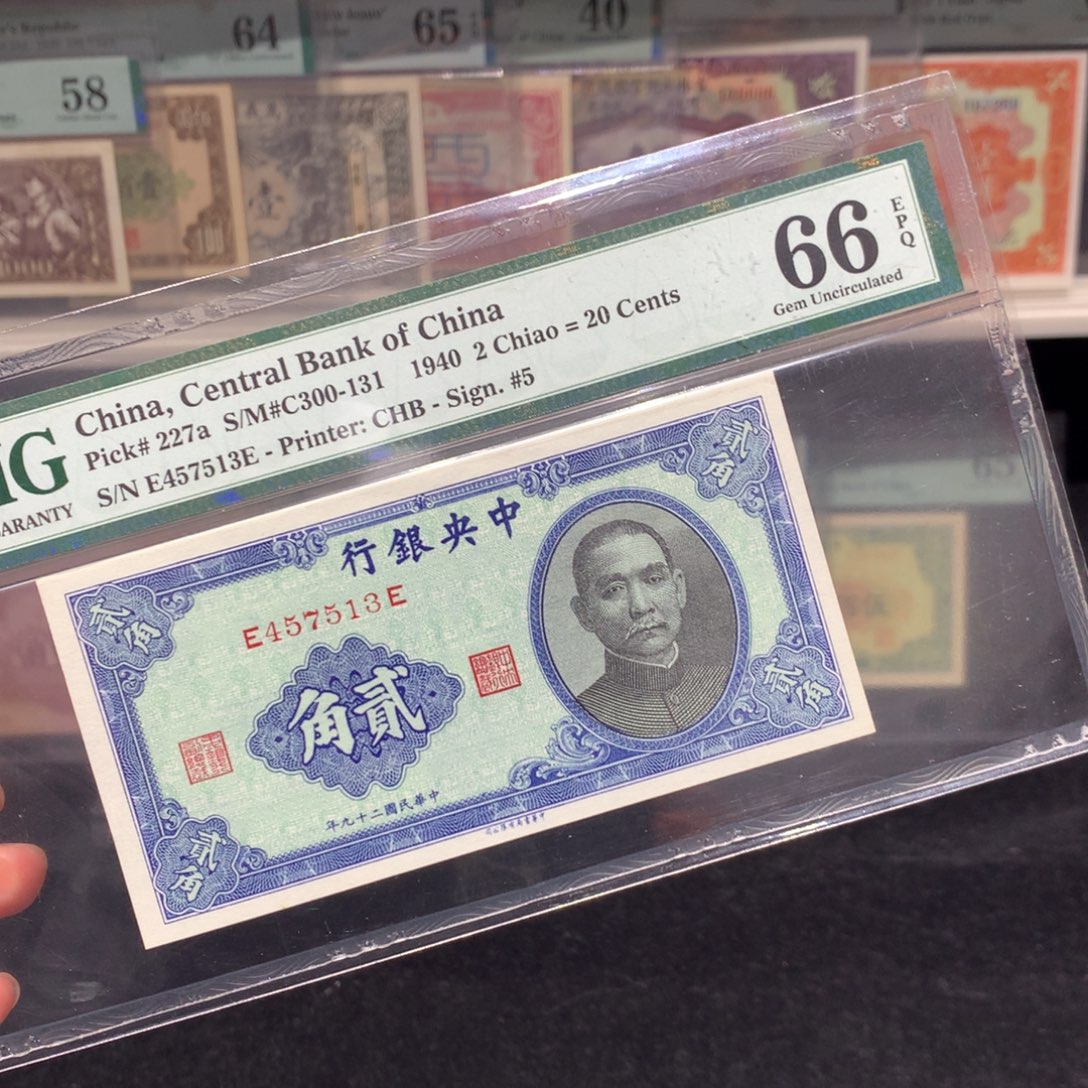 64
65
40
58
66
EPQ
Gem Uncirculated
China, Central Bank of China
Pick# 227a S/M#C300-131 1940 2 Chiao = 20 Cents
S/N E457513E - Printer: CHB - Sign. #5
ARANTY
65
行銀央中
E457513E
角貳
貳角
貳角
貳角
貳角
年九十二國民華中